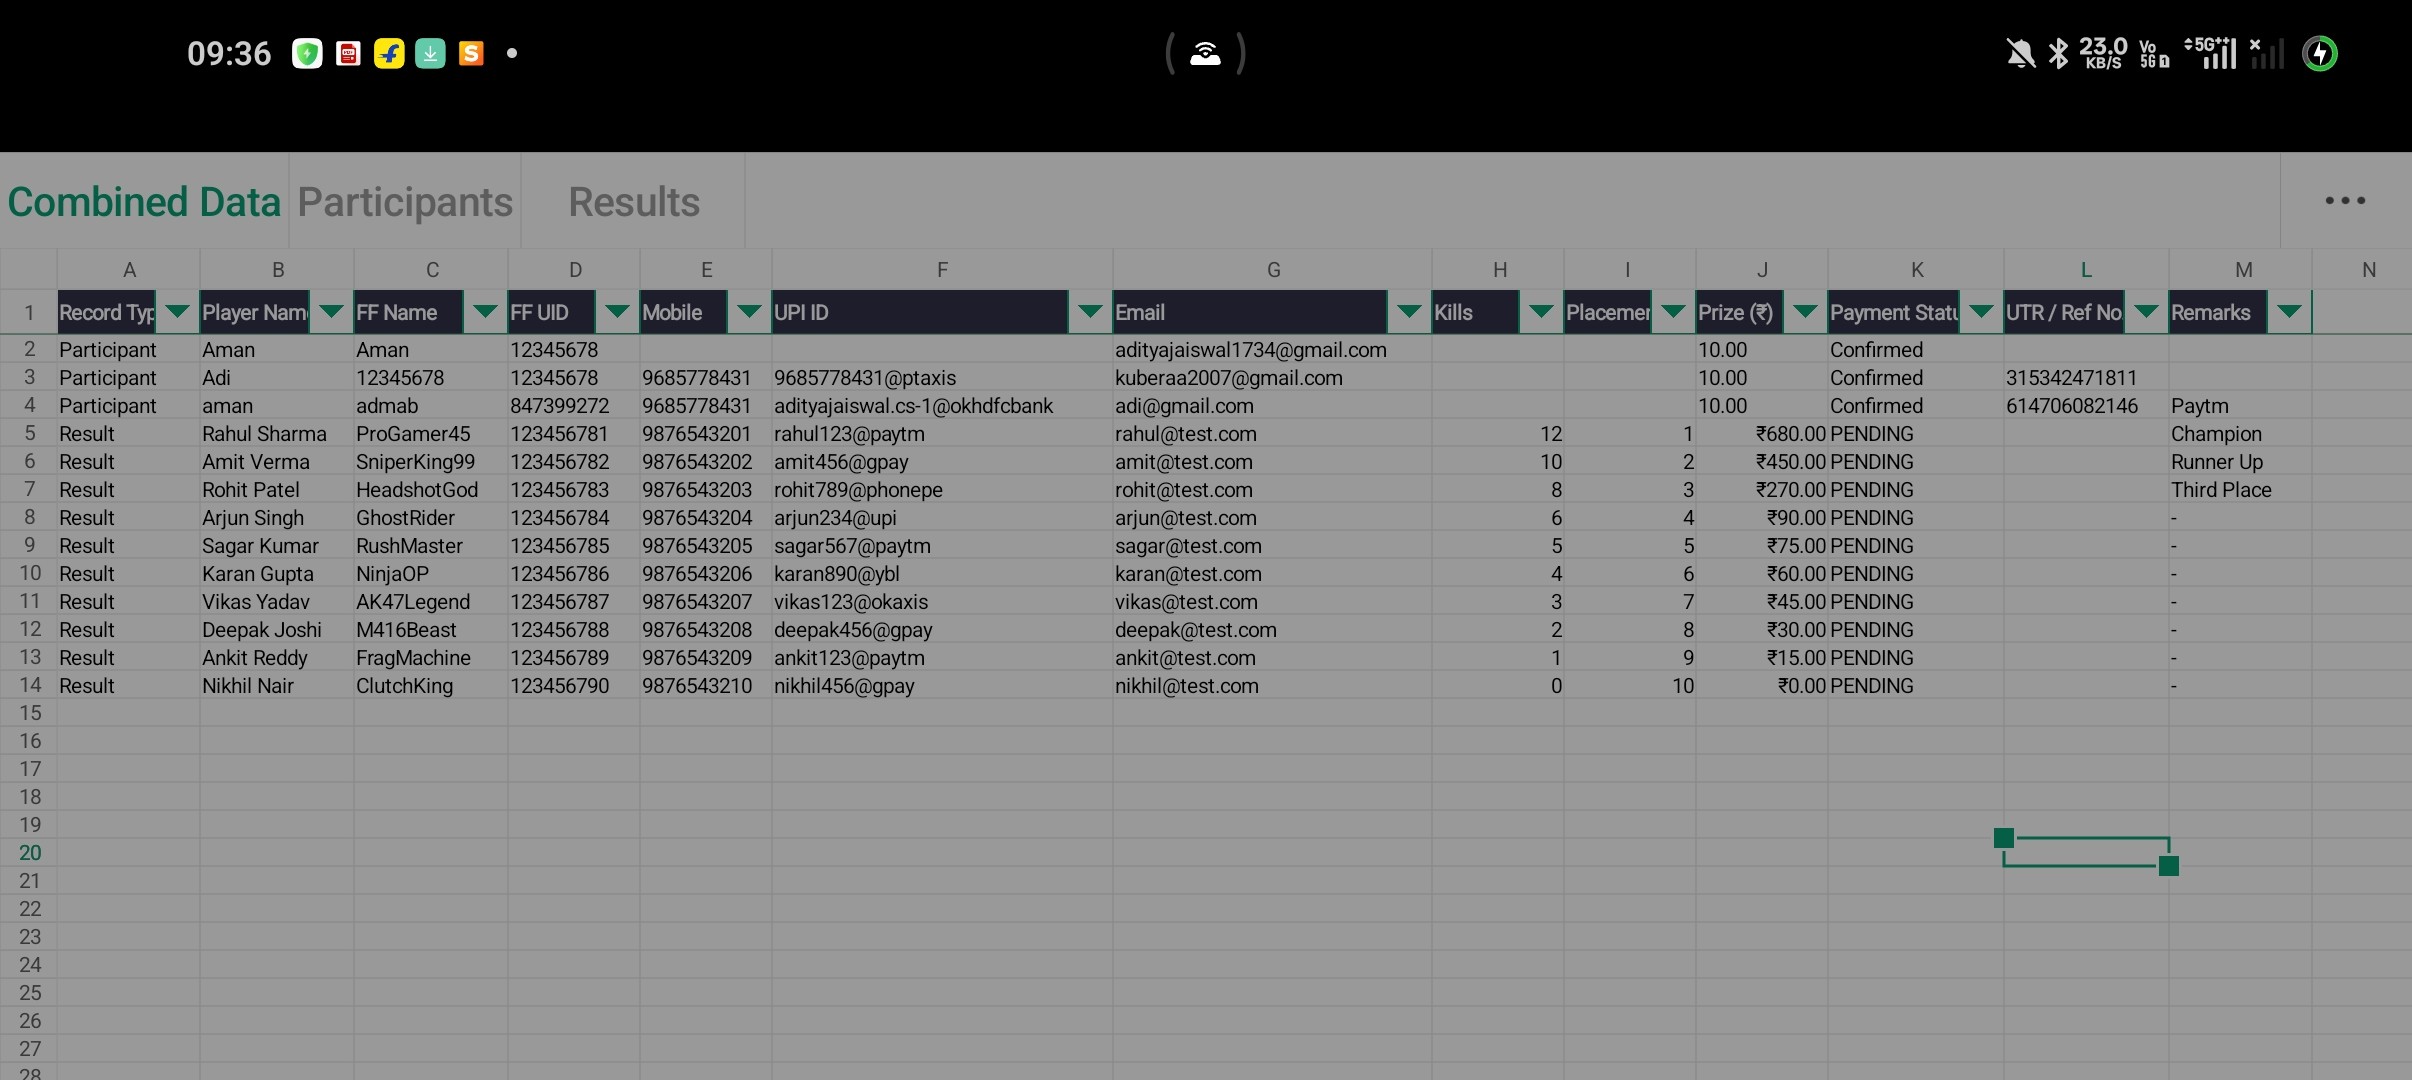 09:36 23.0 KB/S Vo 5G 5G++
Combined Data Participants Results
A B C D E F G H I J K L M N
1 Record Typ Player Nam FF Name FF UID Mobile UPI ID Email Kills Placemer Prize (₹) Payment Statu UTR / Ref No. Remarks
2 Participant Aman Aman 12345678 adityajaiswal1734@gmail.com 10.00 Confirmed
3 Participant Adi 12345678 12345678 9685778431 9685778431@ptaxis kuberaa2007@gmail.com 10.00 Confirmed 315342471811
4 Participant aman admab 847399272 9685778431 adityajaiswal.cs-1@okhdfcbank adi@gmail.com 10.00 Confirmed 614706082146 Paytm
5 Result Rahul Sharma ProGamer45 123456781 9876543201 rahul123@paytm rahul@test.com 12 1 ₹680.00 PENDING Champion
6 Result Amit Verma SniperKing99 123456782 9876543202 amit456@gpay amit@test.com 10 2 ₹450.00 PENDING Runner Up
7 Result Rohit Patel HeadshotGod 123456783 9876543203 rohit789@phonepe rohit@test.com 8 3 ₹270.00 PENDING Third Place
8 Result Arjun Singh GhostRider 123456784 9876543204 arjun234@upi arjun@test.com 6 4 ₹90.00 PENDING -
9 Result Sagar Kumar RushMaster 123456785 9876543205 sagar567@paytm sagar@test.com 5 5 ₹75.00 PENDING -
10 Result Karan Gupta NinjaOP 123456786 9876543206 karan890@ybl karan@test.com 4 6 ₹60.00 PENDING -
11 Result Vikas Yadav AK47Legend 123456787 9876543207 vikas123@okaxis vikas@test.com 3 7 ₹45.00 PENDING -
12 Result Deepak Joshi M416Beast 123456788 9876543208 deepak456@gpay deepak@test.com 2 8 ₹30.00 PENDING -
13 Result Ankit Reddy FragMachine 123456789 9876543209 ankit123@paytm ankit@test.com 1 9 ₹15.00 PENDING -
14 Result Nikhil Nair ClutchKing 123456790 9876543210 nikhil456@gpay nikhil@test.com 0 10 ₹0.00 PENDING -
15
16
17
18
19
20
21
22
23
24
25
26
27
28